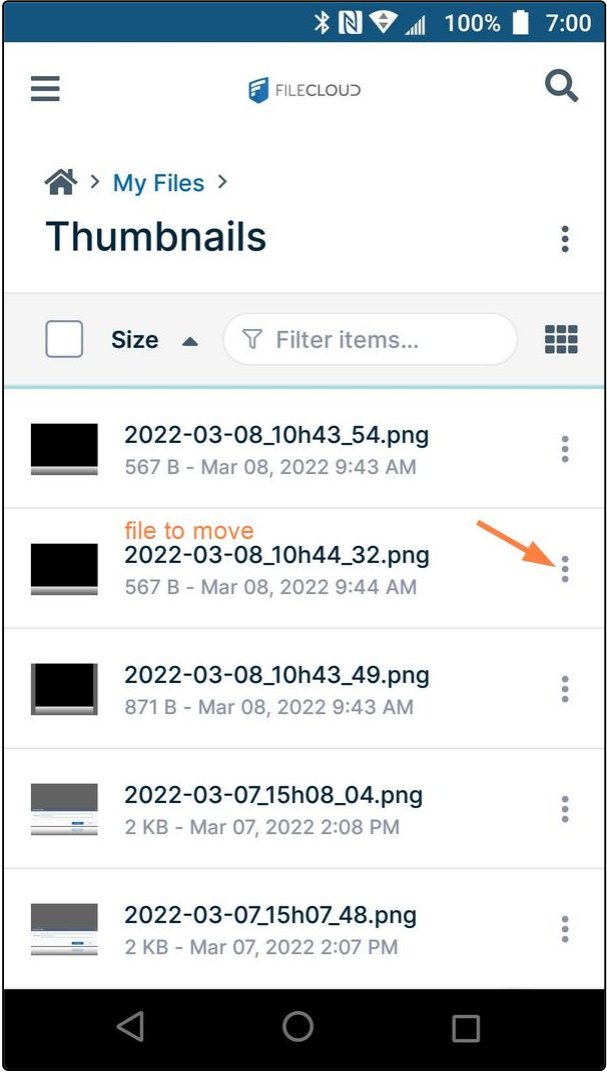 100% 7:00
FILECLOUD
> My Files >
Thumbnails
Size Filter items...
2022-03-08_10h43_54.png
567 B - Mar 08, 2022 9:43 AM
file to move
2022-03-08_10h44_32.png
567 B - Mar 08, 2022 9:44 AM
2022-03-08_10h43_49.png
871 B - Mar 08, 2022 9:43 AM
2022-03-07_15h08_04.png
2 KB - Mar 07, 2022 2:08 PM
2022-03-07_15h07_48.png
2 KB - Mar 07, 2022 2:07 PM